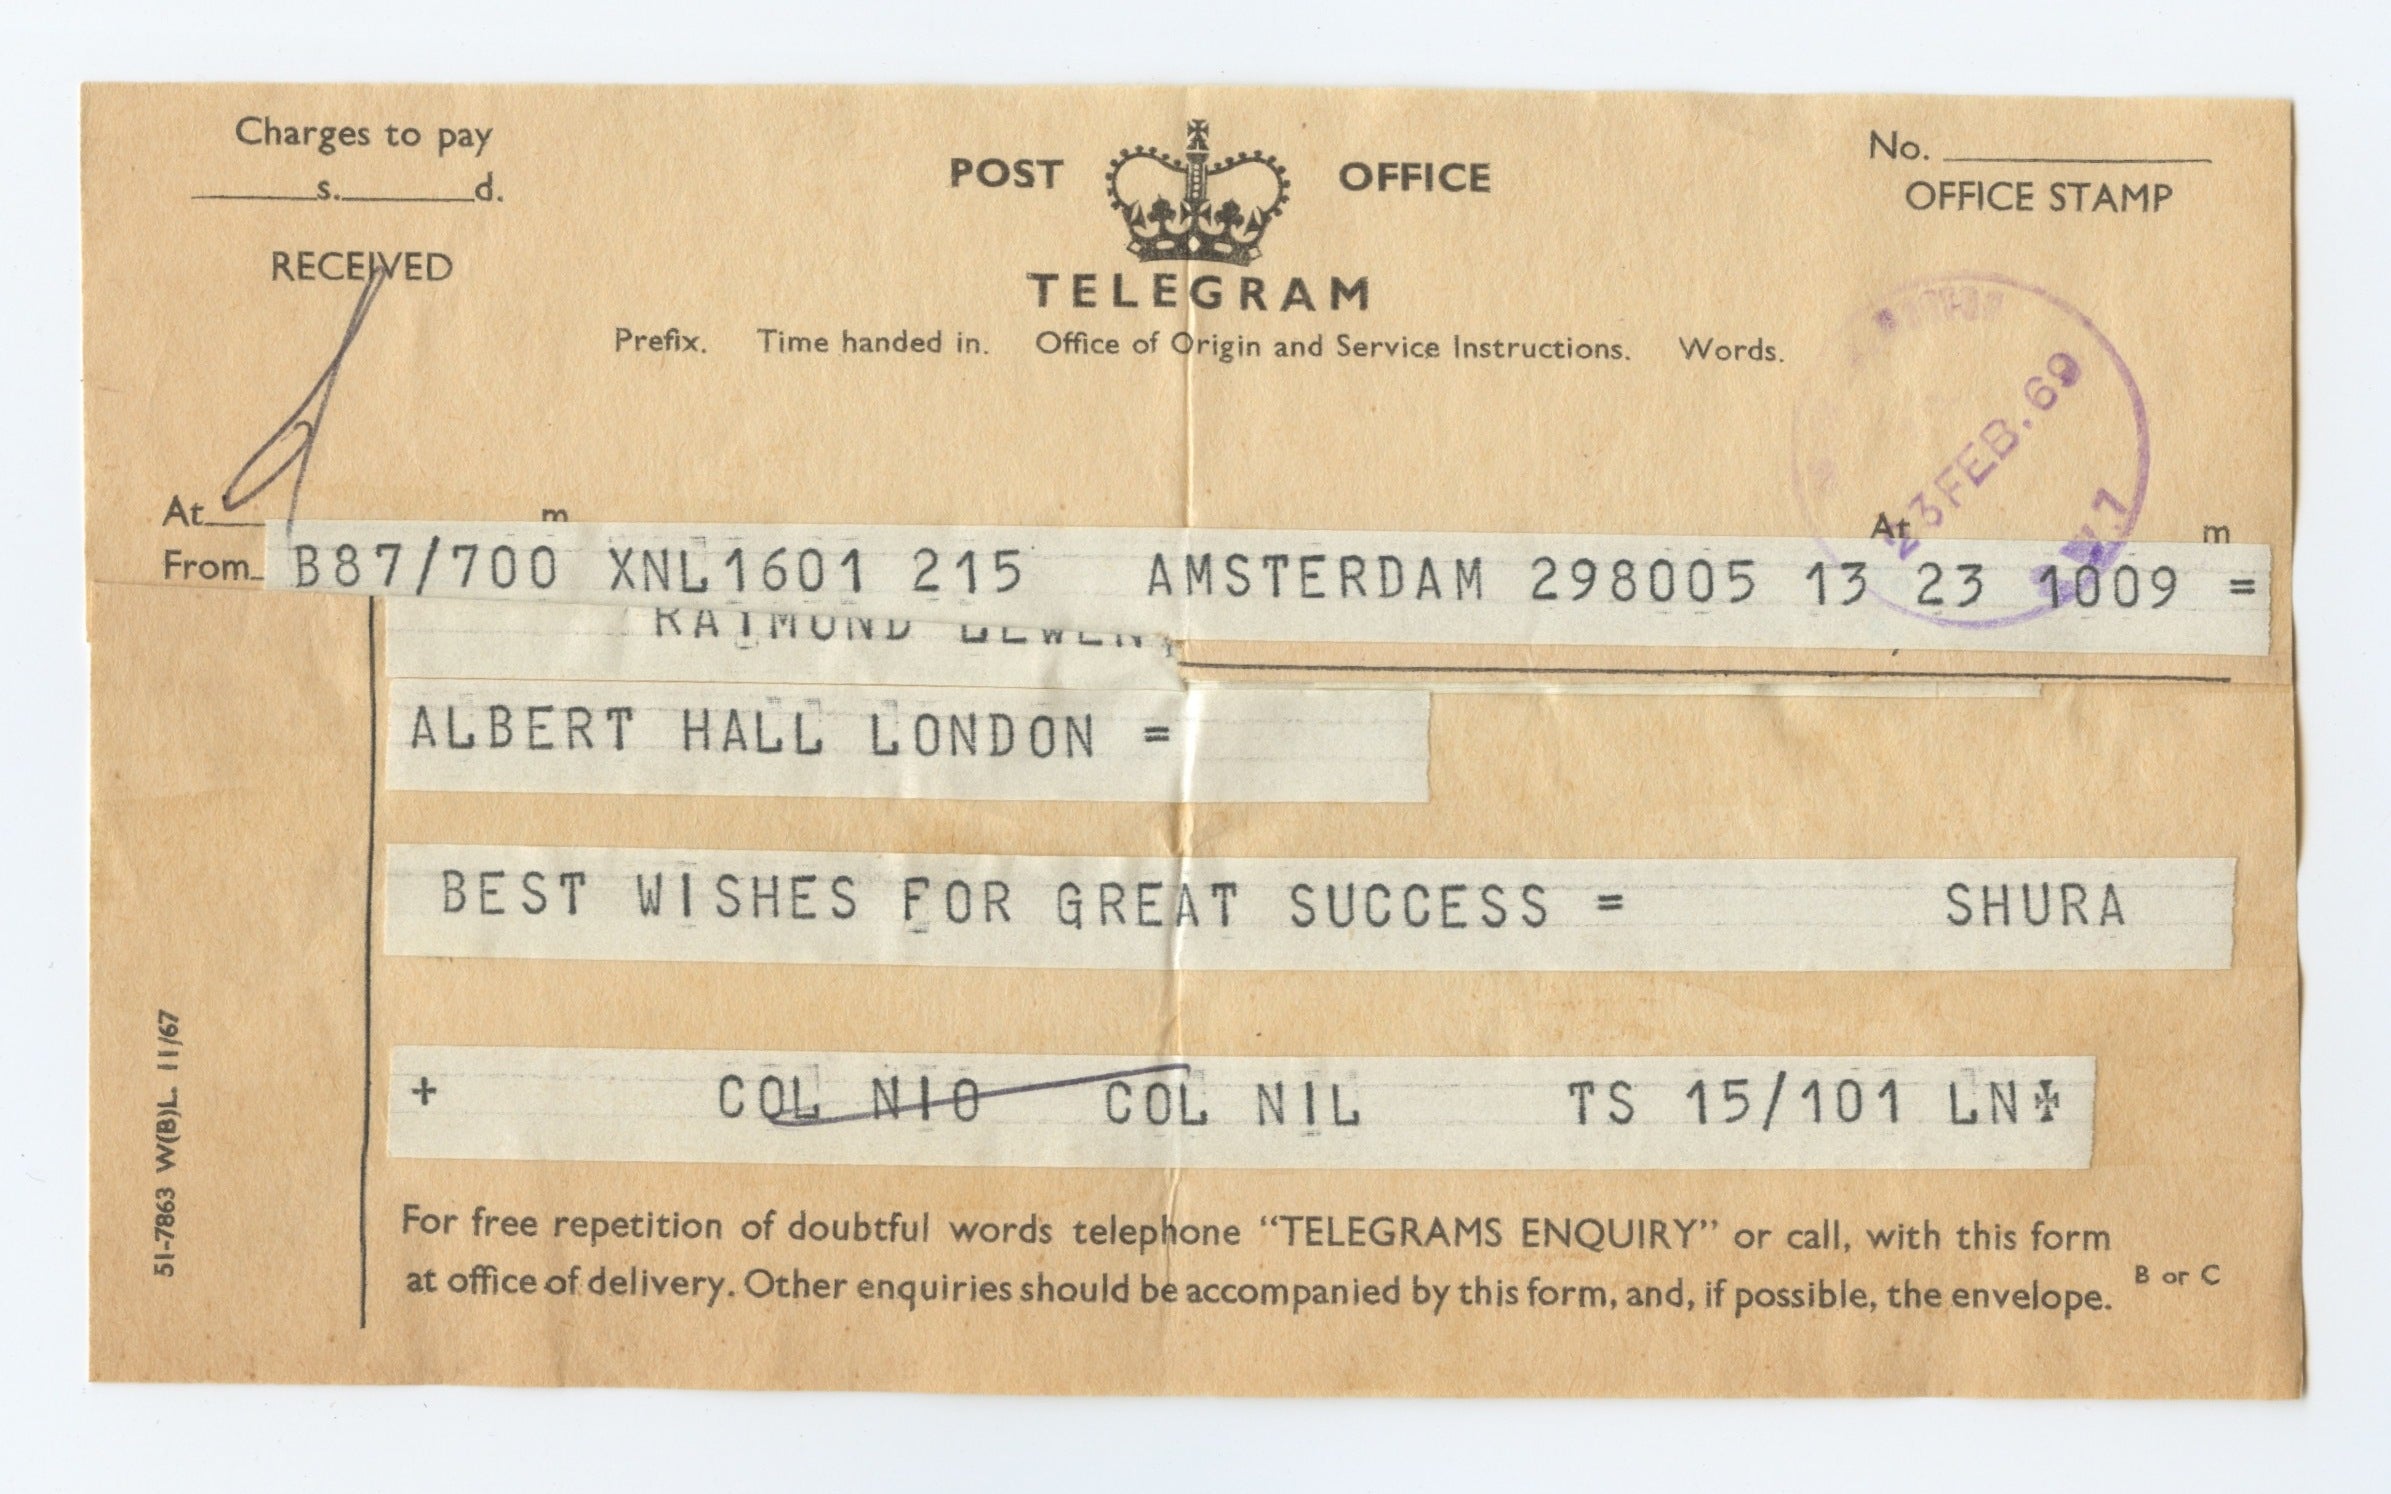 Charges to pay
s. d.
RECEIVED
POST OFFICE
TELEGRAM
Prefix. Time handed in. Office of Origin and Service Instructions. Words.
No.
OFFICE STAMP
23 FEB. 69
At m
At m
From B87/700 XNL1601 215 AMSTERDAM 298005 13 23 1009 =
RAIMUND
ALBERT HALL LONDON =
BEST WISHES FOR GREAT SUCCESS = SHURA
+ COL NIO COL NIL TS 15/101 LN
For free repetition of doubtful words telephone “TELEGRAMS ENQUIRY” or call, with this form
at office of delivery. Other enquiries should be accompanied by this form, and, if possible, the envelope.
B or C
51-7863 W(B)L. 11/67